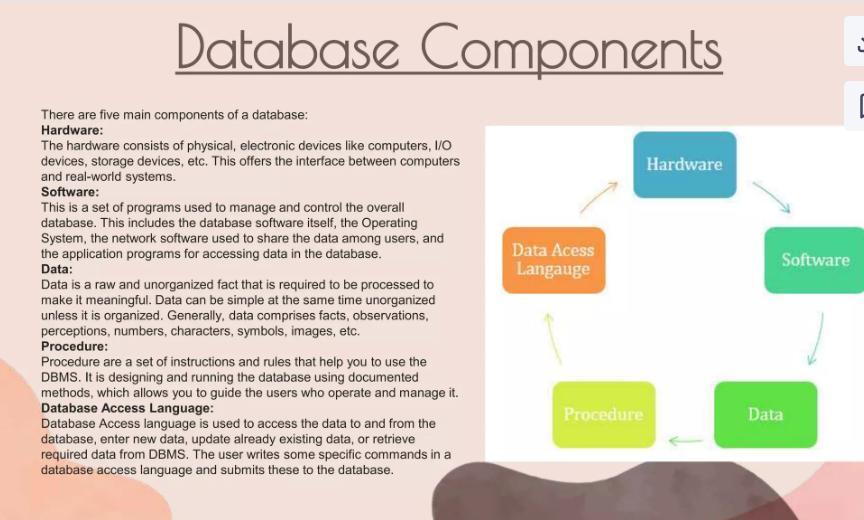 Database Components
There are five main components of a database:
Hardware:
The hardware consists of physical, electronic devices like computers, I/O
devices, storage devices, etc. This offers the interface between computers
and real-world systems.
Software:
This is a set of programs used to manage and control the overall
database. This includes the database software itself, the Operating
System, the network software used to share the data among users, and
the application programs for accessing data in the database.
Data:
Data is a raw and unorganized fact that is required to be processed to
make it meaningful. Data can be simple at the same time unorganized
unless it is organized. Generally, data comprises facts, observations,
perceptions, numbers, characters, symbols, images, etc.
Procedure:
Procedure are a set of instructions and rules that help you to use the
DBMS. It is designing and running the database using documented
methods, which allows you to guide the users who operate and manage it.
Database Access Language:
Database Access language is used to access the data to and from the
database, enter new data, update already existing data, or retrieve
required data from DBMS. The user writes some specific commands in a
database access language and submits these to the database.
Hardware
Software
Data
Procedure
Data Acess
Langauge